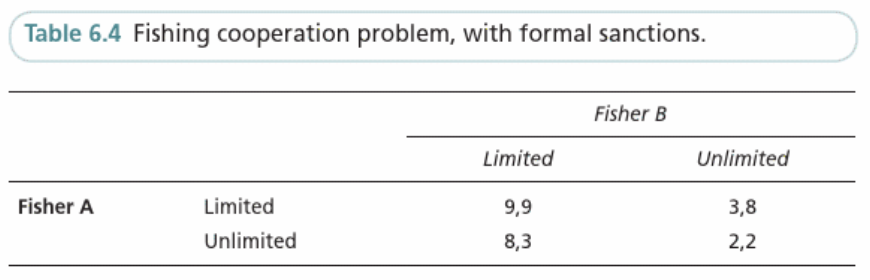 Table 6.4 Fishing cooperation problem, with formal sanctions.
Fisher B
Limited Unlimited
Fisher A Limited 9,9 3,8
Unlimited 8,3 2,2